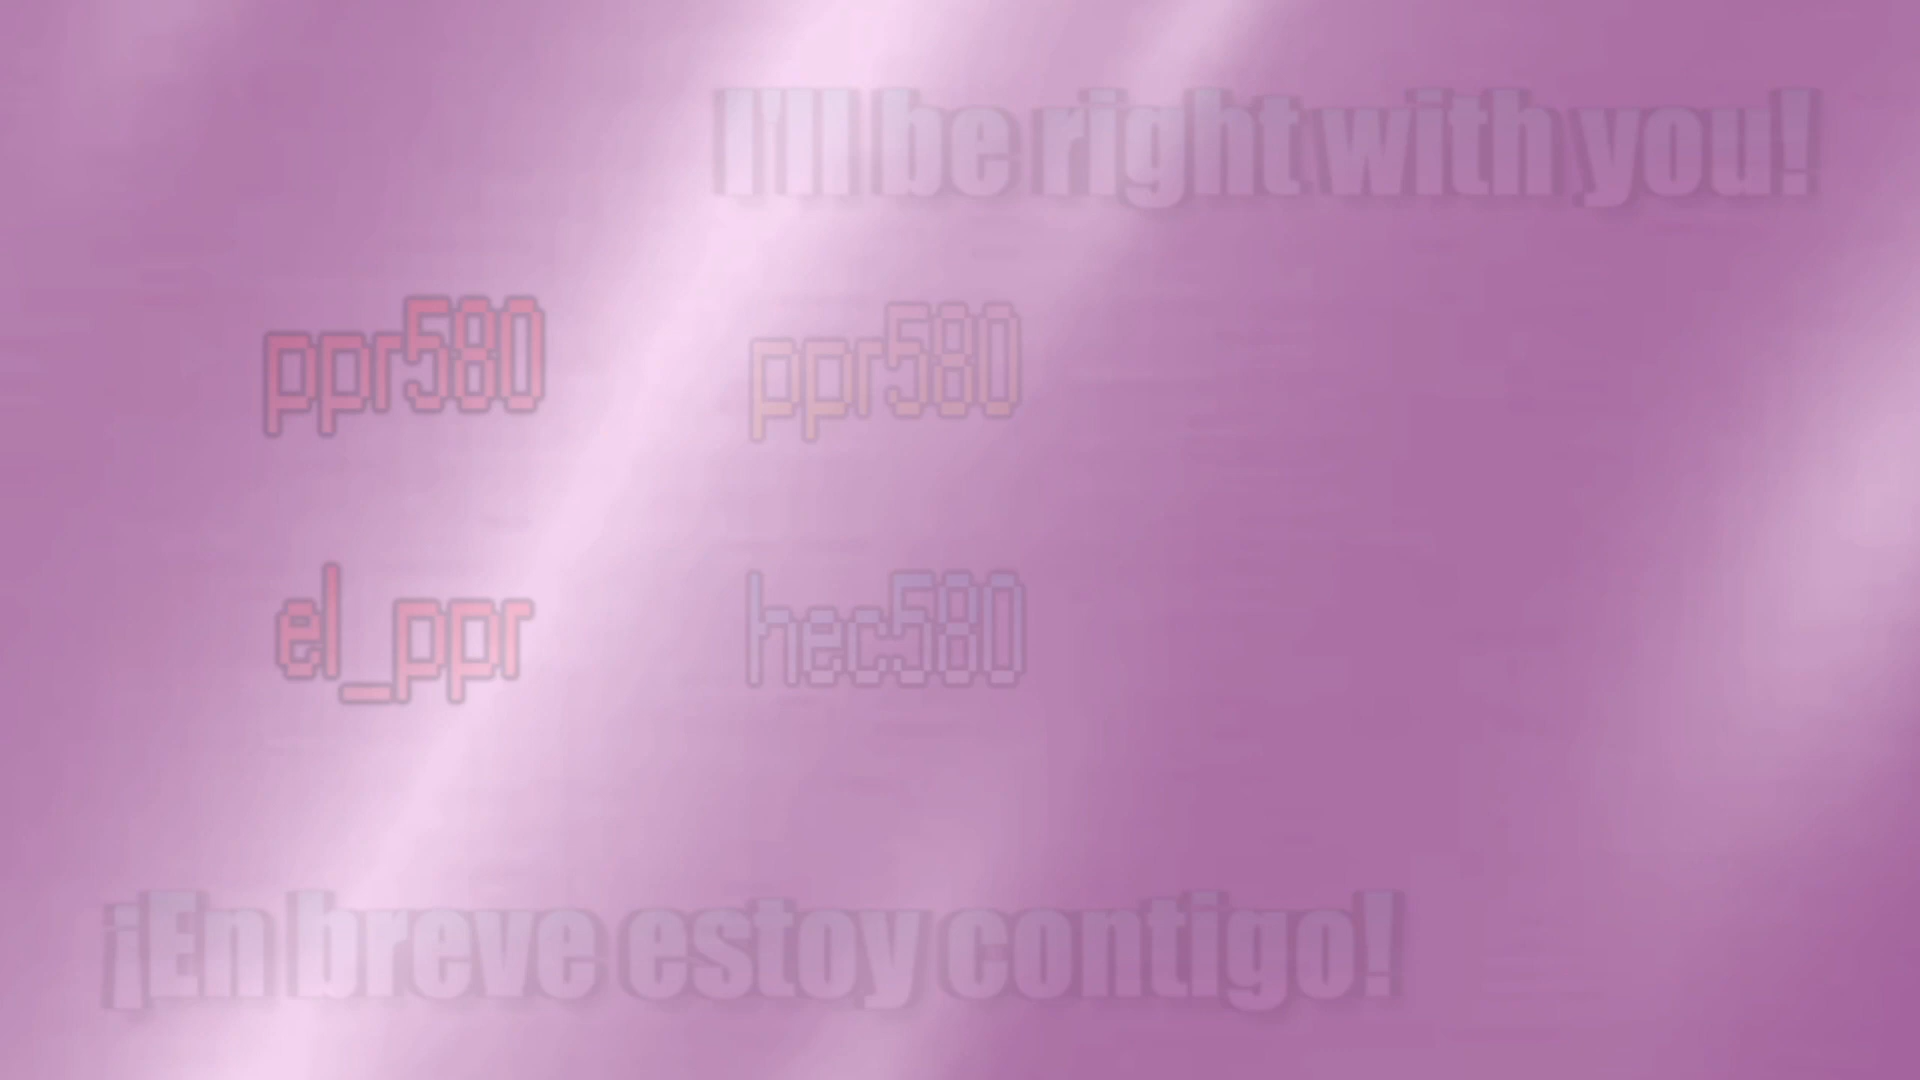 I'll be right with you!
ppr580 ppr580
el_ppr hec580
¡En breve estoy contigo!